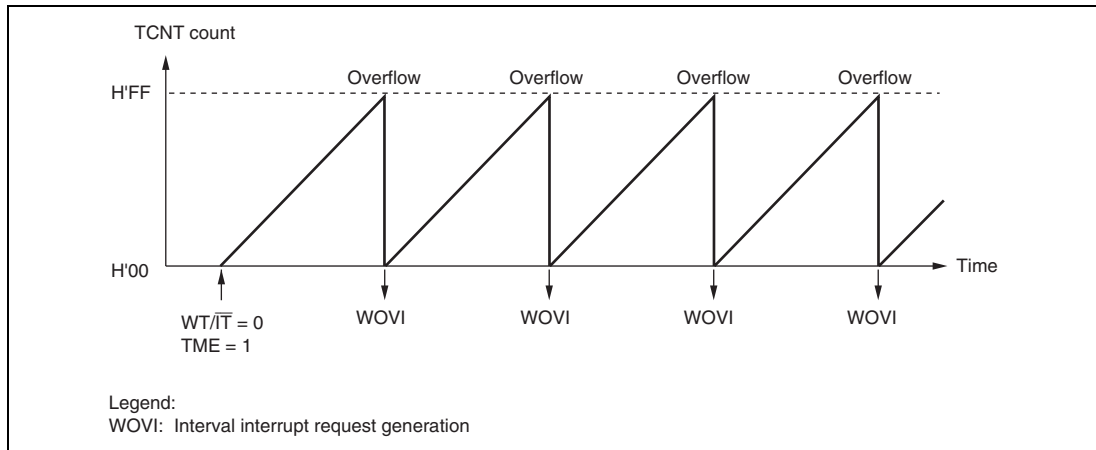 TCNT count
Overflow Overflow Overflow Overflow
H'FF
H'00
Time
WT/I̅T̅ = 0
TME = 1
WOVI WOVI WOVI WOVI
Legend:
WOVI: Interval interrupt request generation